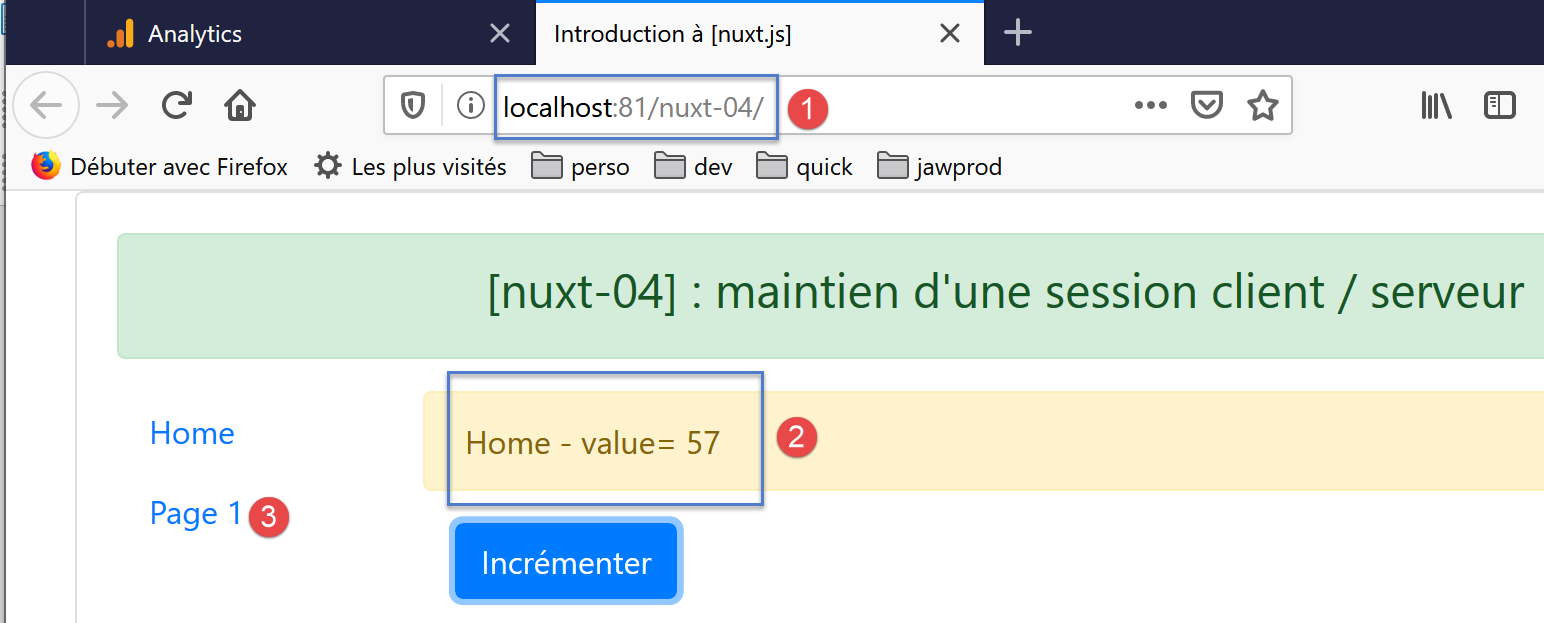 Analytics
Introduction à [nuxt.js]
localhost:81/nuxt-04/ 1
Débuter avec Firefox Les plus visités perso dev quick jawprod
[nuxt-04] : maintien d'une session client / serveur
Home
Home - value= 57 2
Page 1 3
Incrémenter